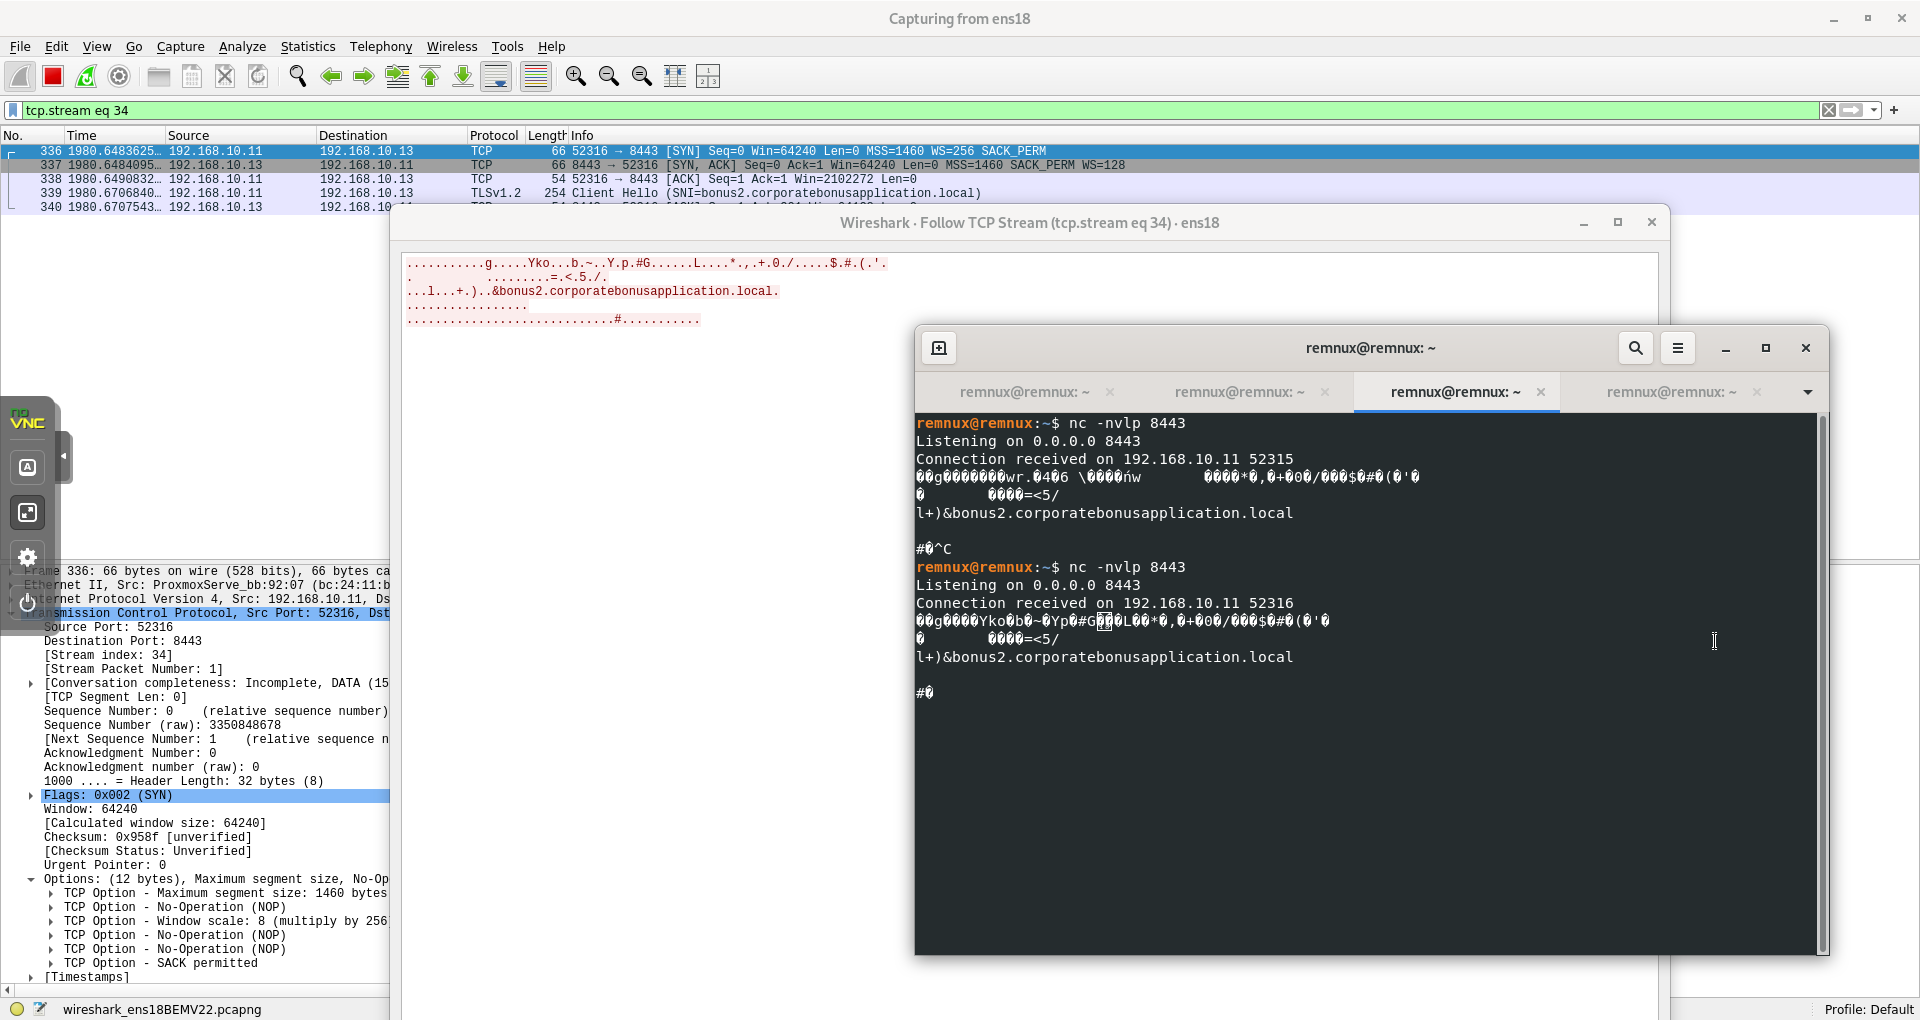 Capturing from ens18
File Edit View Go Capture Analyze Statistics Telephony Wireless Tools Help
tcp.stream eq 34
No. Time Source Destination Protocol Length Info
336 1980.6483625… 192.168.10.11 192.168.10.13 TCP 66 52316 → 8443 [SYN] Seq=0 Win=64240 Len=0 MSS=1460 WS=256 SACK_PERM
337 1980.6484095… 192.168.10.13 192.168.10.11 TCP 66 8443 → 52316 [SYN, ACK] Seq=0 Ack=1 Win=64240 Len=0 MSS=1460 SACK_PERM WS=128
338 1980.6490832… 192.168.10.11 192.168.10.13 TCP 54 52316 → 8443 [ACK] Seq=1 Ack=1 Win=2102272 Len=0
339 1980.6706840… 192.168.10.11 192.168.10.13 TLSv1.2 254 Client Hello (SNI=bonus2.corporatebonusapplication.local)
340 1980.6707543… 192.168.10.13
Wireshark · Follow TCP Stream (tcp.stream eq 34) · ens18
...........g.....Yko...b.~..Y.p.#G......L....*.,.+.0./.....$.#.(.'.
. .........=.<.5./.
...l...+.)..&bonus2.corporatebonusapplication.local.
.................
.............................#...........
remnux@remnux: ~
remnux@remnux: ~ remnux@remnux: ~ remnux@remnux: ~ remnux@remnux: ~
remnux@remnux:~$ nc -nvlp 8443
Listening on 0.0.0.0 8443
Connection received on 192.168.10.11 52315
��g�������wr.�4�6 \����ńw ����*�,�+�0�/���$�#�(�'�
� ����=<5/
l+)&bonus2.corporatebonusapplication.local
#�^C
remnux@remnux:~$ nc -nvlp 8443
Listening on 0.0.0.0 8443
Connection received on 192.168.10.11 52316
��g����Yko�b�~�Yp�#G���L��*�,�+�0�/���$�#�(�'�
� ����=<5/
l+)&bonus2.corporatebonusapplication.local
#�
no
VNC
A
Frame 336: 66 bytes on wire (528 bits), 66 bytes ca
Ethernet II, Src: ProxmoxServe_bb:92:07 (bc:24:11:b
Internet Protocol Version 4, Src: 192.168.10.11, Ds
Transmission Control Protocol, Src Port: 52316, Dst
Source Port: 52316
Destination Port: 8443
[Stream index: 34]
[Stream Packet Number: 1]
[Conversation completeness: Incomplete, DATA (15
[TCP Segment Len: 0]
Sequence Number: 0 (relative sequence number)
Sequence Number (raw): 3350848678
[Next Sequence Number: 1 (relative sequence n
Acknowledgment Number: 0
Acknowledgment number (raw): 0
1000 .... = Header Length: 32 bytes (8)
Flags: 0x002 (SYN)
Window: 64240
[Calculated window size: 64240]
Checksum: 0x958f [unverified]
[Checksum Status: Unverified]
Urgent Pointer: 0
Options: (12 bytes), Maximum segment size, No-Op
TCP Option - Maximum segment size: 1460 bytes
TCP Option - No-Operation (NOP)
TCP Option - Window scale: 8 (multiply by 256
TCP Option - No-Operation (NOP)
TCP Option - No-Operation (NOP)
TCP Option - SACK permitted
[Timestamps]
wireshark_ens18BEMV22.pcapng
Profile: Default